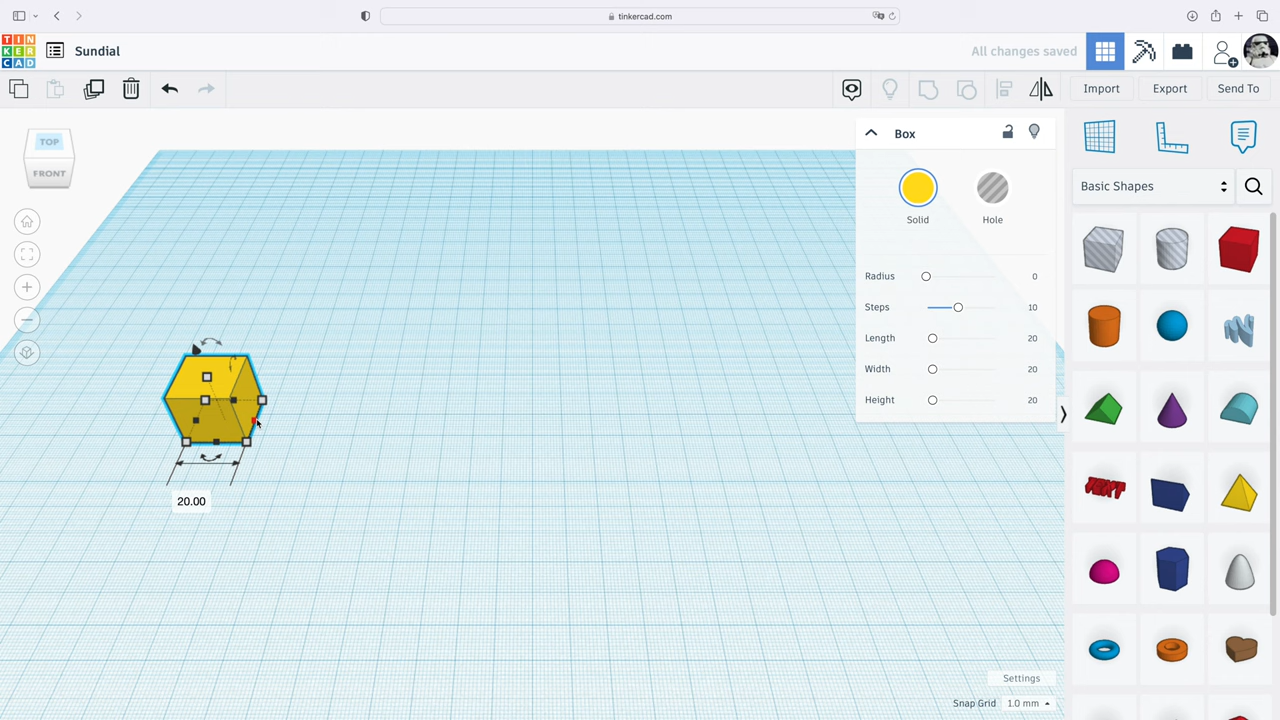 tinkercad.com
TIN
KER
CAD
Sundial
All changes saved
Import
Export
Send To
TOP
FRONT
Box
Solid
Hole
Radius 0
Steps 10
Length 20
Width 20
Height 20
Basic Shapes
TEXT
20.00
Settings
Snap Grid 1.0 mm